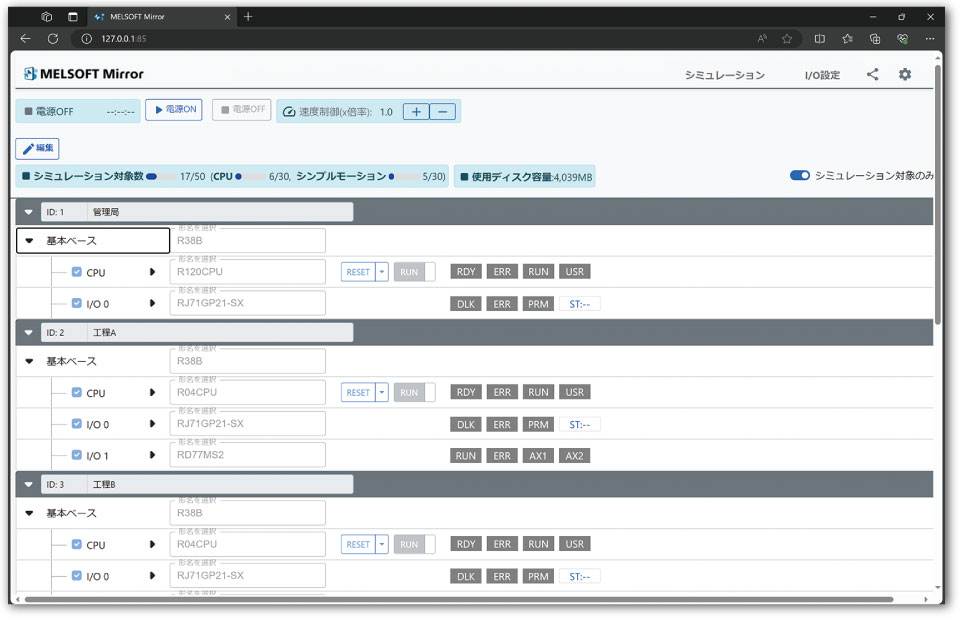 MELSOFT Mirror
127.0.0.1:85
MELSOFT Mirror シミュレーション I/O設定
電源OFF --:--:-- 電源ON 電源OFF 速度制御(x倍率): 1.0 + −
編集
シミュレーション対象数 17/50 (CPU 6/30, シンプルモーション 5/30) 使用ディスク容量:4,039MB シミュレーション対象のみ
ID: 1 管理局
形名を選択
基本ベース R38B
形名を選択
CPU R120CPU RESET RUN RDY ERR RUN USR
形名を選択
I/O 0 RJ71GP21-SX DLK ERR PRM ST:--
ID: 2 工程A
形名を選択
基本ベース R38B
形名を選択
CPU R04CPU RESET RUN RDY ERR RUN USR
形名を選択
I/O 0 RJ71GP21-SX DLK ERR PRM ST:--
形名を選択
I/O 1 RD77MS2 RUN ERR AX1 AX2
ID: 3 工程B
形名を選択
基本ベース R38B
形名を選択
CPU R04CPU RESET RUN RDY ERR RUN USR
形名を選択
I/O 0 RJ71GP21-SX DLK ERR PRM ST:--
形名を選択